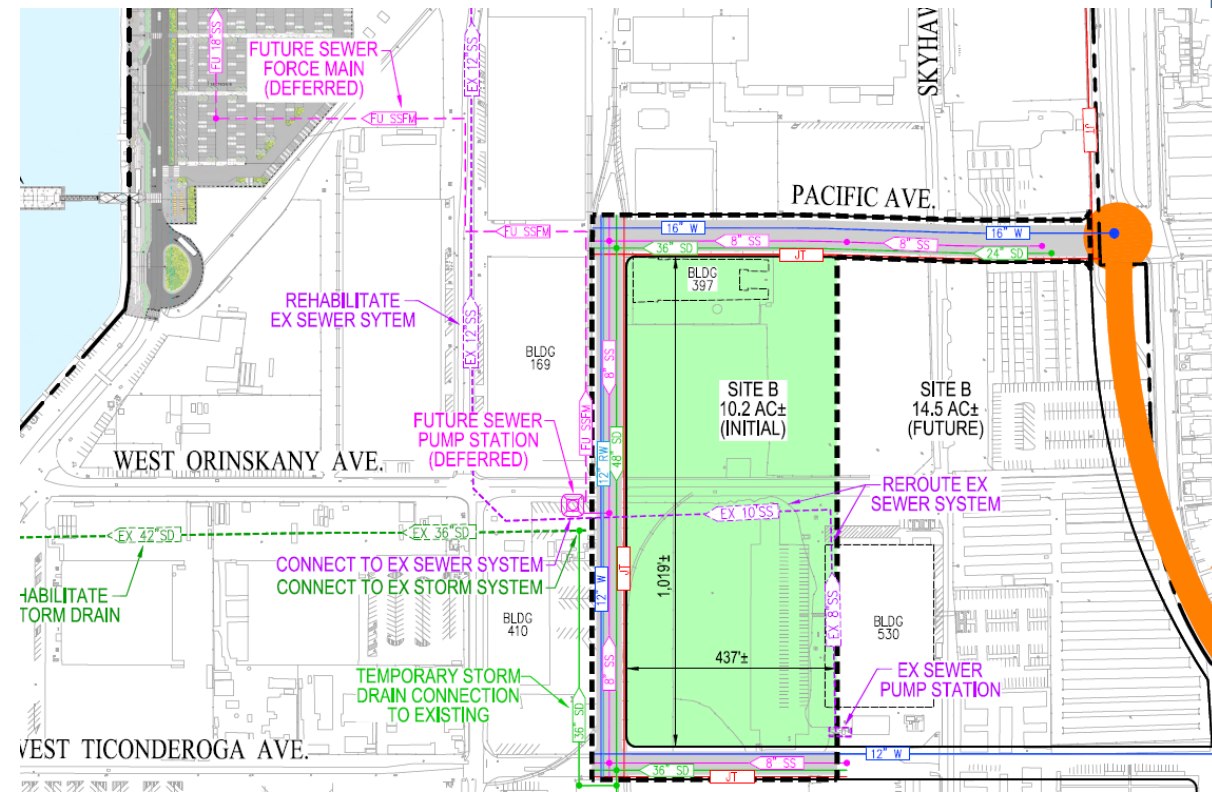 FU 18"SS
FUTURE SEWER
FORCE MAIN
(DEFERRED)
EX 12"SS
FU SSFM
JT
PACIFIC AVE.
16" W
16" W
FU SSFM
8" SS
8" SS
36" SD
JT
24" SD
BLDG
397
REHABILITATE
EX SEWER SYTEM
EX 12"SS
BLDG
169
8" SS
SITE B
10.2 AC±
(INITIAL)
SITE B
14.5 AC±
(FUTURE)
FUTURE SEWER
PUMP STATION
(DEFERRED)
FU SSFM
48" SD
12" RW
WEST ORINSKANY AVE.
REROUTE EX
SEWER SYSTEM
EX 10"SS
EX 42"SD
EX 36"SD
CONNECT TO EX SEWER SYSTEM
CONNECT TO EX STORM SYSTEM
HABILITATE
TORM DRAIN
JT
12" W
1,019'±
EX 8"SS
BLDG
410
BLDG
530
437'±
8" SS
TEMPORARY STORM
DRAIN CONNECTION
TO EXISTING
EX SEWER
PUMP STATION
36" SD
WEST TICONDEROGA AVE.
12" W
8" SS
36" SD
JT